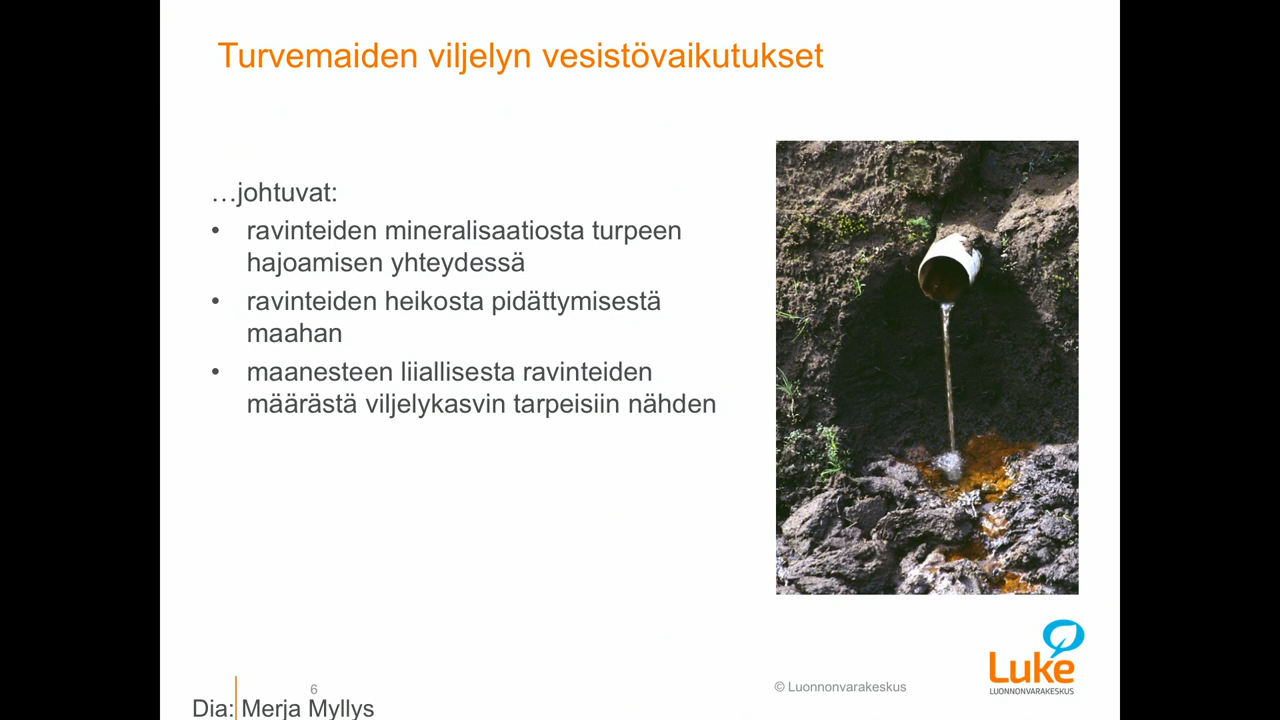 Turvemaiden viljelyn vesistövaikutukset
…johtuvat:
• ravinteiden mineralisaatiosta turpeen
hajoamisen yhteydessä
• ravinteiden heikosta pidättymisestä
maahan
• maanesteen liiallisesta ravinteiden
määrästä viljelykasvin tarpeisiin nähden
Luke
LUONNONVARAKESKUS
6
© Luonnonvarakeskus
Dia: Merja Myllys